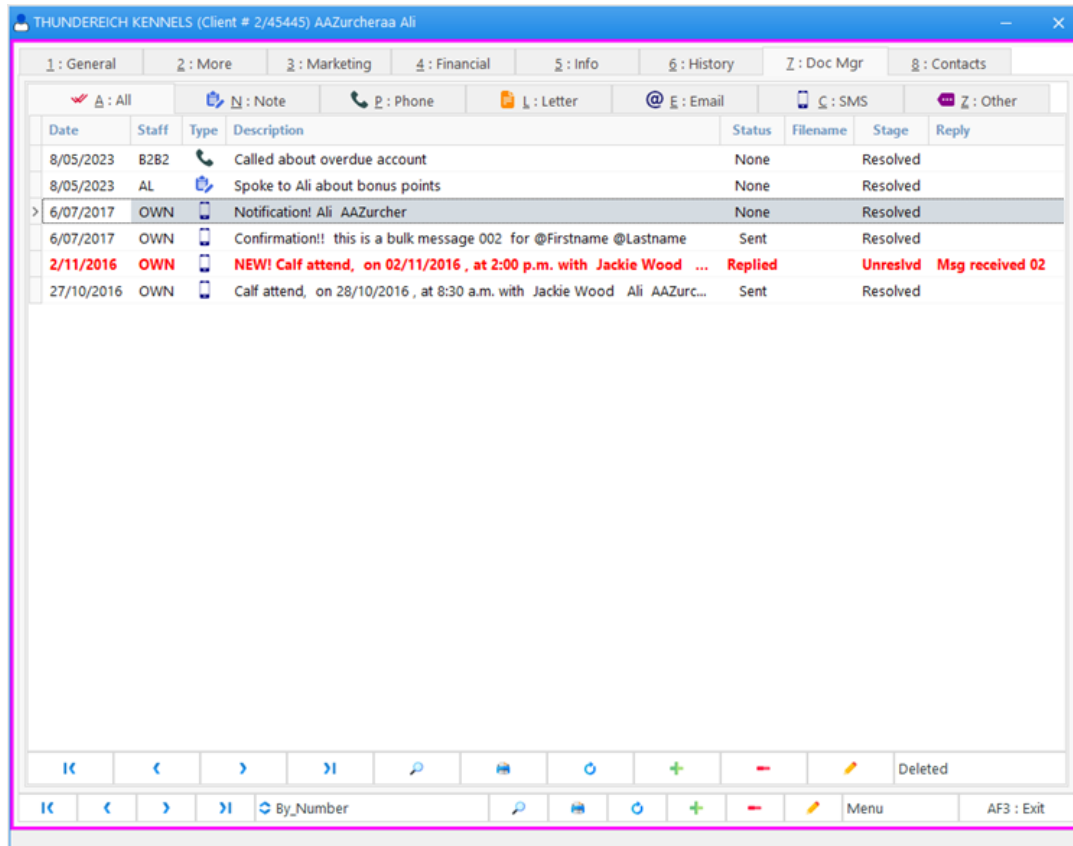 THUNDEREICH KENNELS (Client # 2/45445) AAZurcheraa Ali
1 : General 2 : More 3 : Marketing 4 : Financial 5 : Info 6 : History 7 : Doc Mgr 8 : Contacts
A : All N : Note P : Phone L : Letter @ E : Email C : SMS Z : Other
Date Staff Type Description Status Filename Stage Reply
8/05/2023 B2B2 Called about overdue account None Resolved
8/05/2023 AL Spoke to Ali about bonus points None Resolved
6/07/2017 OWN Notification! Ali AAZurcher None Resolved
6/07/2017 OWN Confirmation!! this is a bulk message 002 for @Firstname @Lastname Sent Resolved
2/11/2016 OWN NEW! Calf attend, on 02/11/2016 , at 2:00 p.m. with Jackie Wood ... Replied Unreslvd Msg received 02
27/10/2016 OWN Calf attend, on 28/10/2016 , at 8:30 a.m. with Jackie Wood Ali AAZurc... Sent Resolved
Deleted
By_Number Menu AF3 : Exit